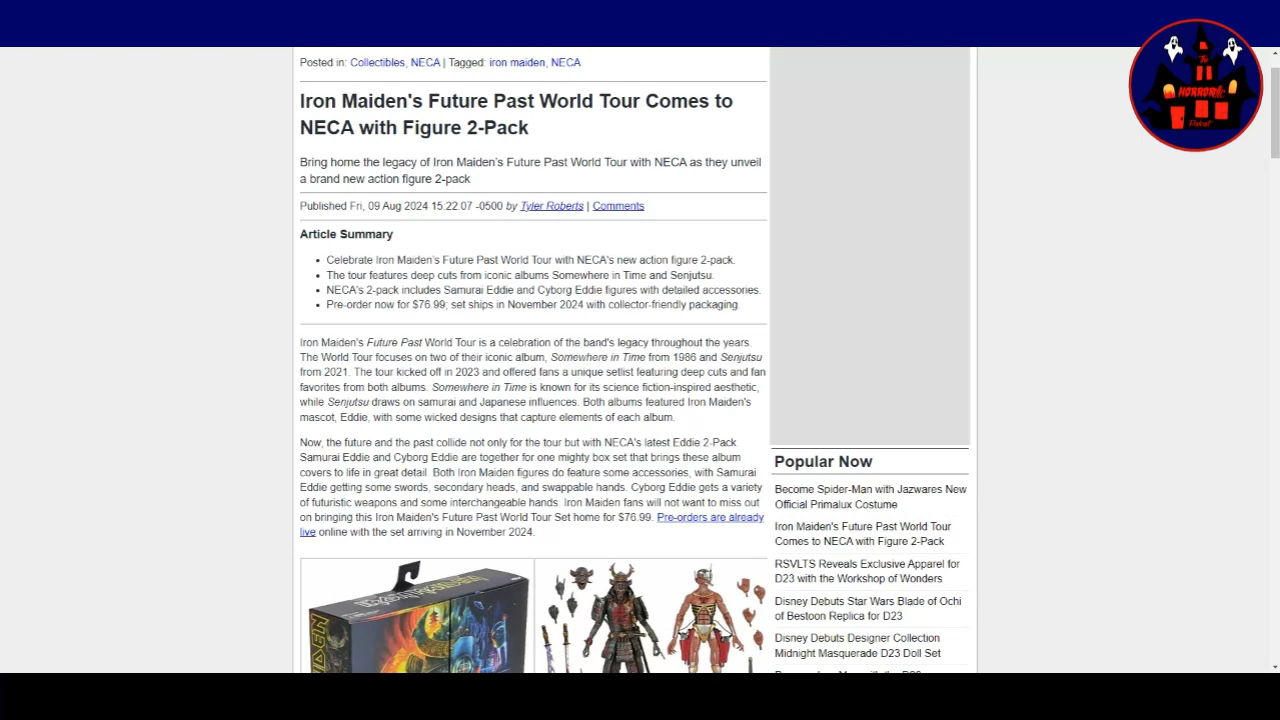 Posted in: Collectibles, NECA | Tagged: iron maiden, NECA
Iron Maiden's Future Past World Tour Comes to
NECA with Figure 2-Pack
Bring home the legacy of Iron Maiden's Future Past World Tour with NECA as they unveil
a brand new action figure 2-pack
Published Fri, 09 Aug 2024 15:22:07 -0500 by Tyler Roberts | Comments
Article Summary
• Celebrate Iron Maiden's Future Past World Tour with NECA's new action figure 2-pack.
• The tour features deep cuts from iconic albums Somewhere in Time and Senjutsu.
• NECA's 2-pack includes Samurai Eddie and Cyborg Eddie figures with detailed accessories.
• Pre-order now for $76.99; set ships in November 2024 with collector-friendly packaging.
Iron Maiden's Future Past World Tour is a celebration of the band's legacy throughout the years.
The World Tour focuses on two of their iconic album, Somewhere in Time from 1986 and Senjutsu
from 2021. The tour kicked off in 2023 and offered fans a unique setlist featuring deep cuts and fan
favorites from both albums. Somewhere in Time is known for its science fiction-inspired aesthetic,
while Senjutsu draws on samurai and Japanese influences. Both albums featured Iron Maiden's
mascot, Eddie, with some wicked designs that capture elements of each album.
Now, the future and the past collide not only for the tour but with NECA's latest Eddie 2-Pack
Samurai Eddie and Cyborg Eddie are together for one mighty box set that brings these album
covers to life in great detail. Both Iron Maiden figures do feature some accessories, with Samurai
Eddie getting some swords, secondary heads, and swappable hands. Cyborg Eddie gets a variety
of futuristic weapons and some interchangeable hands. Iron Maiden fans will not want to miss out
on bringing this Iron Maiden's Future Past World Tour Set home for $76.99. Pre-orders are already
live online with the set arriving in November 2024.
IRON MAIDEN
Popular Now
Become Spider-Man with Jazwares New
Official Primalux Costume
Iron Maiden's Future Past World Tour
Comes to NECA with Figure 2-Pack
RSVLTS Reveals Exclusive Apparel for
D23 with the Workshop of Wonders
Disney Debuts Star Wars Blade of Ochi
of Bestoon Replica for D23
Disney Debuts Designer Collection
Midnight Masquerade D23 Doll Set
The
Podcast